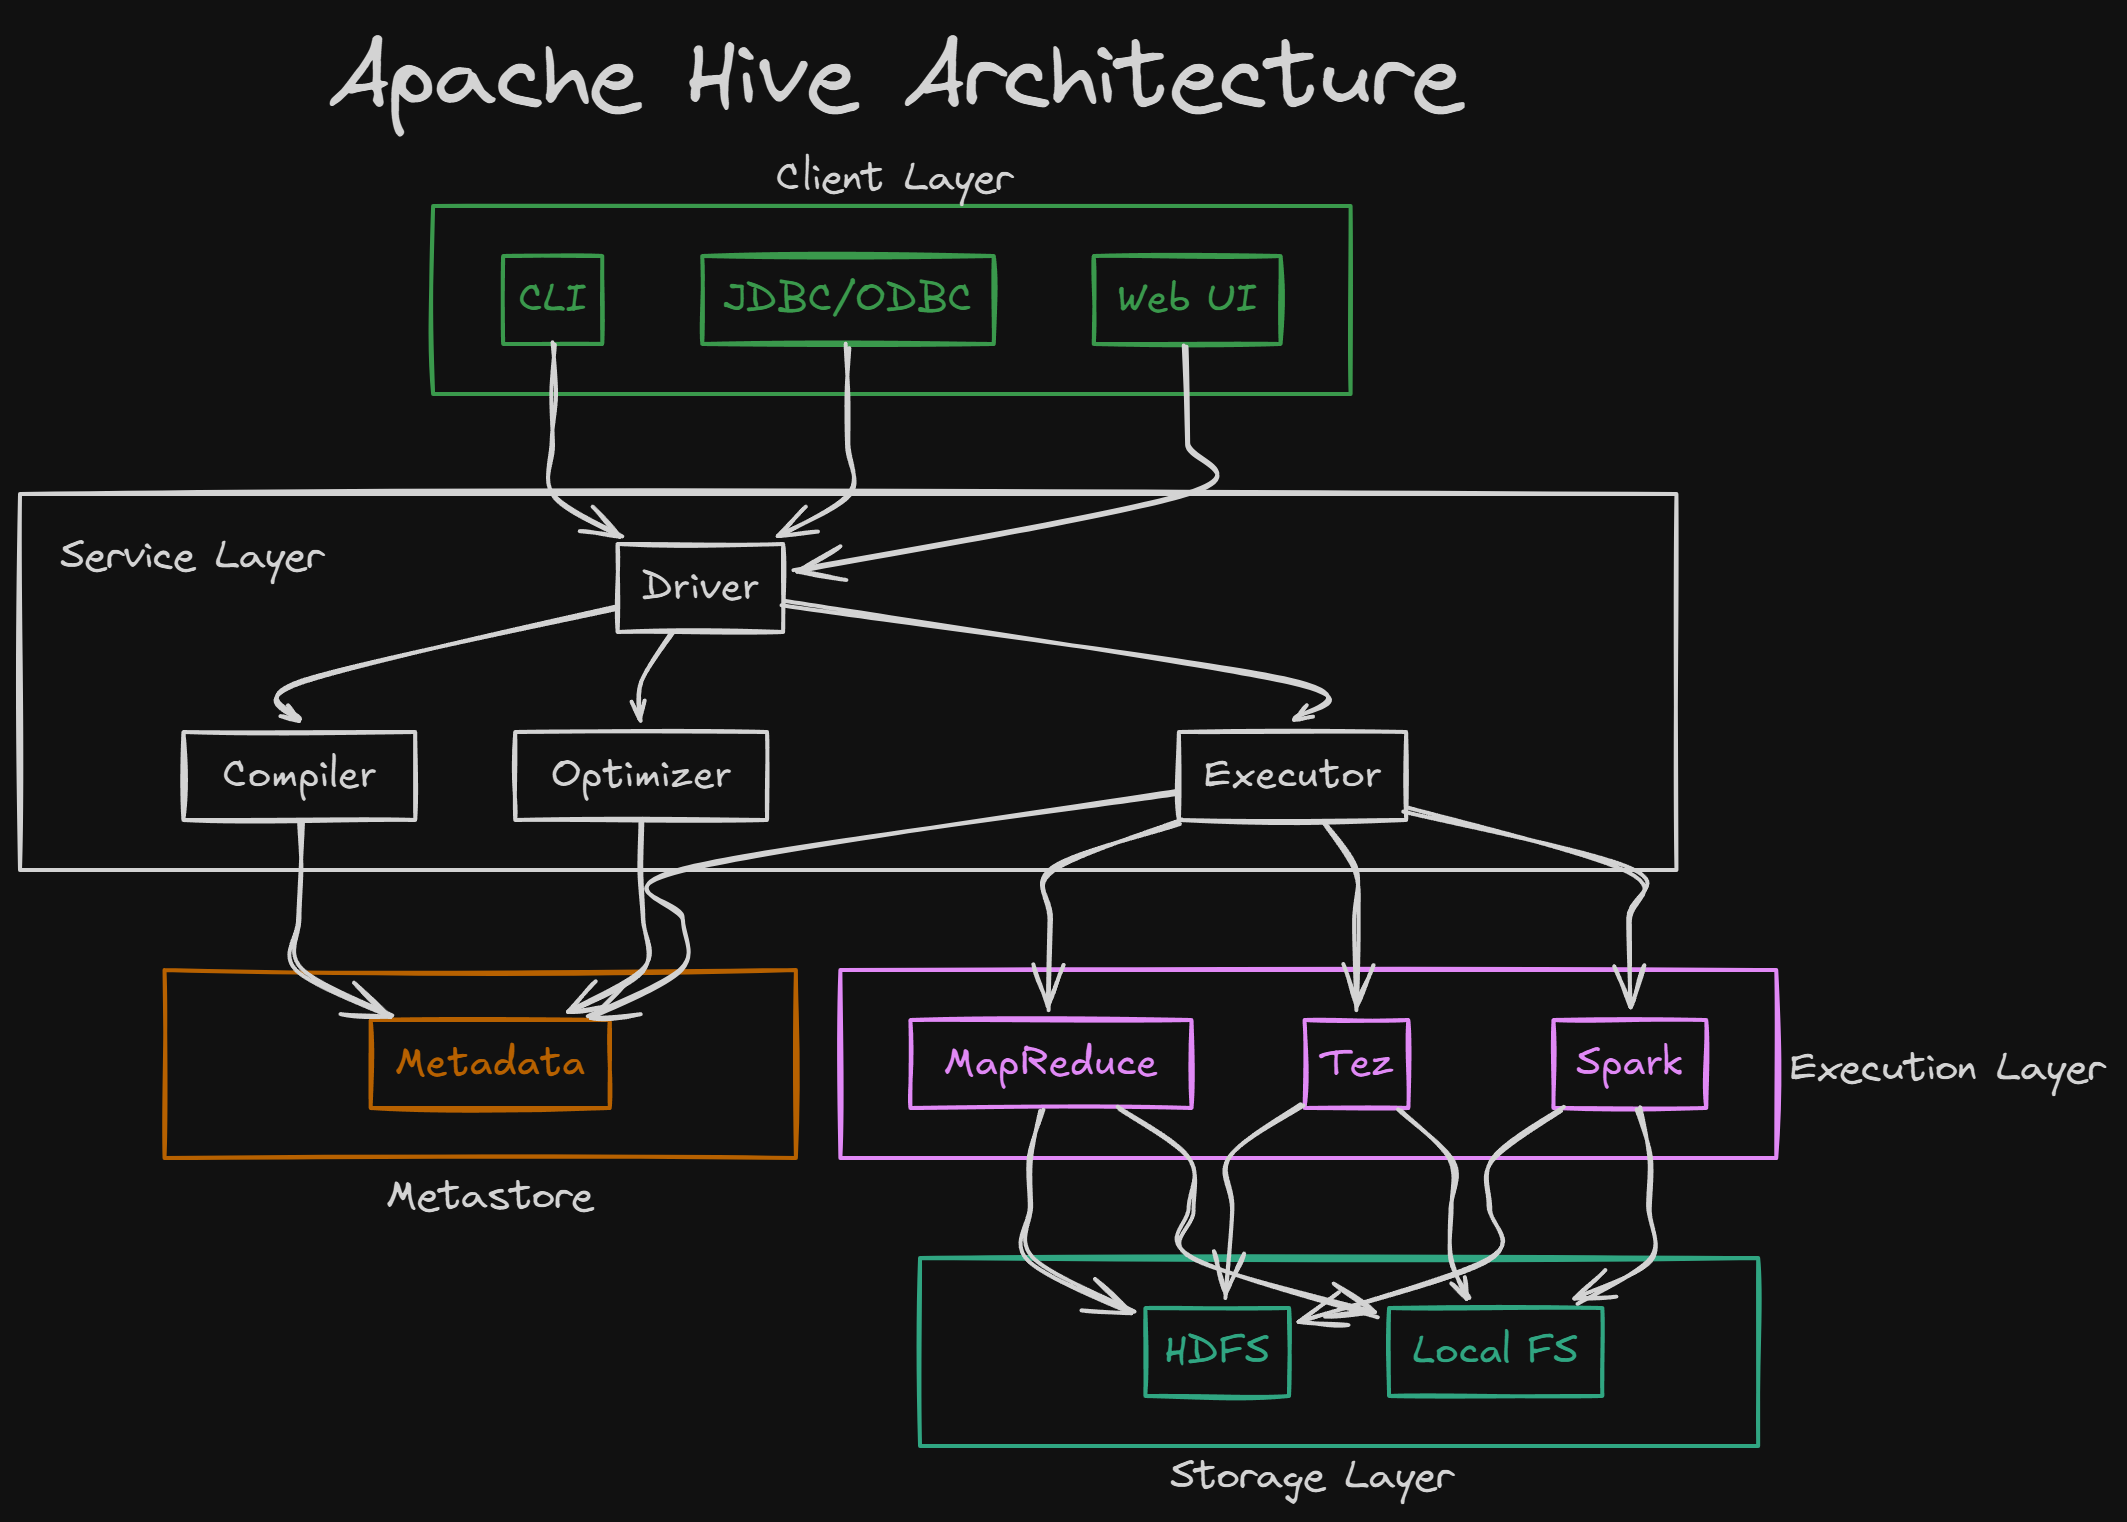 Apache Hive Architecture
Client Layer
CLI
JDBC/ODBC
Web UI
Service Layer
Driver
Compiler
Optimizer
Executor
Metadata
Metastore
MapReduce
Tez
Spark
Execution Layer
HDFS
Local FS
Storage Layer